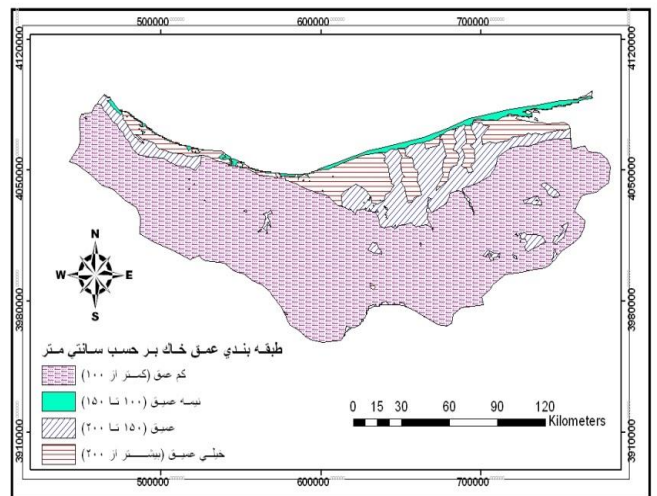 500000 600000 700000
4120000 4120000
4050000 4050000
3980000 3980000
3910000 3910000
N
W E
S
طبقه بندي عمق خاك بر حسب سانتي متر
كم عمق (كمتر از ۱۰۰)
نيمه عميق (۱۰۰ تا ۱۵۰)
عميق (۱۵۰ تا ۲۰۰)
خيلي عميق (بيشتر از ۲۰۰)
0 15 30 60 90 120
Kilometers
500000 600000 700000